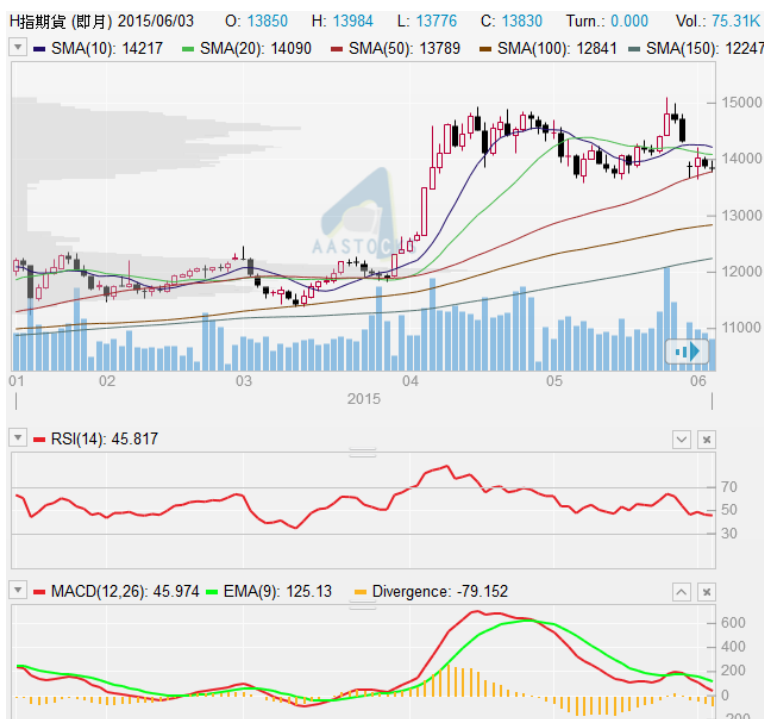 H指期貨 (即月) 2015/06/03 O: 13850 H: 13984 L: 13776 C: 13830 Turn.: 0.000 Vol.: 75.31K
SMA(10): 14217 SMA(20): 14090 SMA(50): 13789 SMA(100): 12841 SMA(150): 12247
15000
14000
13000
12000
11000
AASTOCKS
01 02 03 04 05 06
2015
RSI(14): 45.817
70
50
30
MACD(12,26): 45.974 EMA(9): 125.13 Divergence: -79.152
600
400
200
0
-200